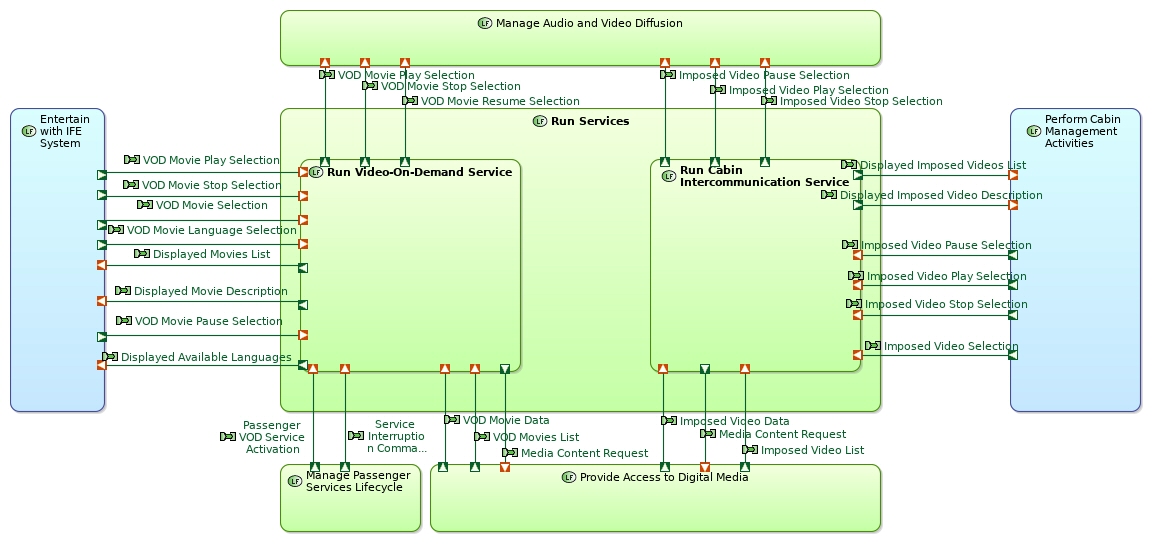 LF Manage Audio and Video Diffusion
VOD Movie Play Selection
VOD Movie Stop Selection
VOD Movie Resume Selection
Imposed Video Pause Selection
Imposed Video Play Selection
Imposed Video Stop Selection
LF Entertain
with IFE
System
LF Run Services
LF Perform Cabin
Management
Activities
VOD Movie Play Selection
VOD Movie Stop Selection
VOD Movie Selection
VOD Movie Language Selection
Displayed Movies List
Displayed Movie Description
VOD Movie Pause Selection
Displayed Available Languages
LF Run Video-On-Demand Service
LF Run Cabin
Intercommunication Service
Displayed Imposed Videos List
Displayed Imposed Video Description
Imposed Video Pause Selection
Imposed Video Play Selection
Imposed Video Stop Selection
Imposed Video Selection
Passenger
VOD Service
Activation
Service
Interruptio
n Comma...
VOD Movie Data
VOD Movies List
Media Content Request
Imposed Video Data
Media Content Request
Imposed Video List
LF Manage Passenger
Services Lifecycle
LF Provide Access to Digital Media